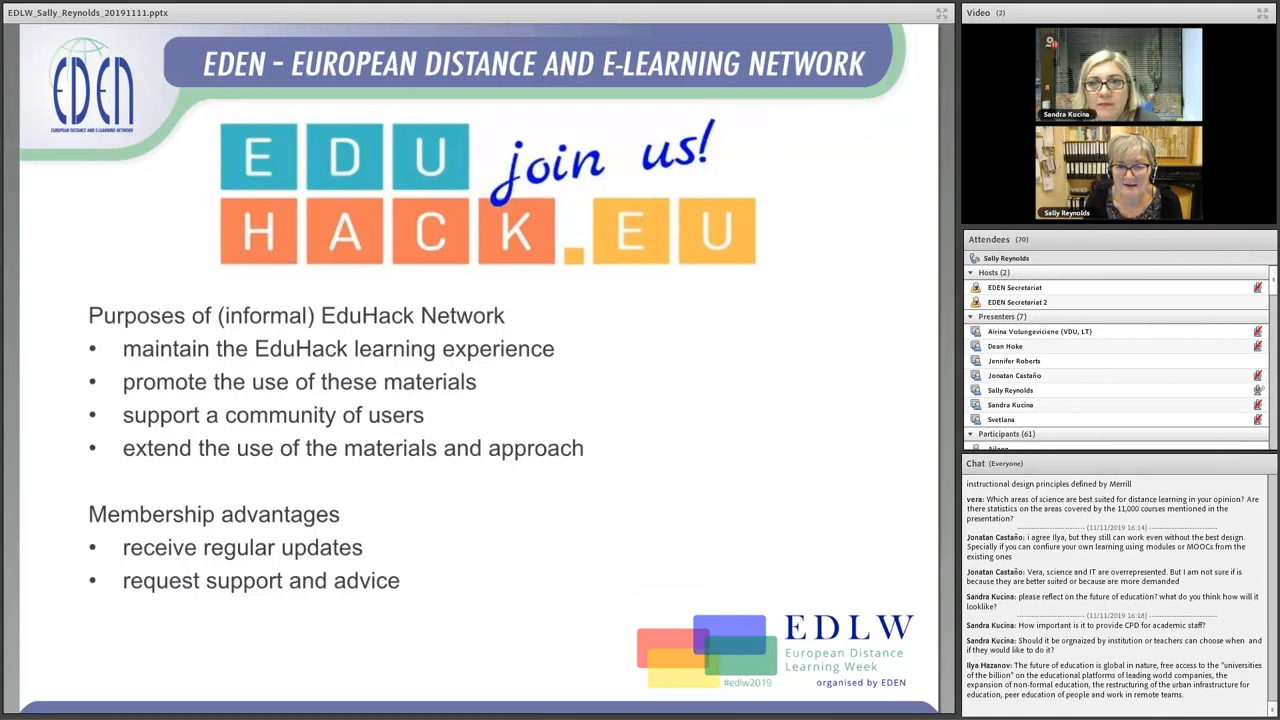 EDLW_Sally_Reynolds_20191111.pptx
EDEN
EUROPEAN DISTANCE AND E-LEARNING NETWORK
EDEN - EUROPEAN DISTANCE AND E-LEARNING NETWORK
EDU join us!
HACK.EU
Purposes of (informal) EduHack Network
• maintain the EduHack learning experience
• promote the use of these materials
• support a community of users
• extend the use of the materials and approach
Membership advantages
• receive regular updates
• request support and advice
EDLW
European Distance
Learning Week
#edlw2019 organised by EDEN
Video (2)
Sandra Kucina
Sally Reynolds
Attendees (70)
Sally Reynolds
Hosts (2)
EDEN Secretariat
EDEN Secretariat 2
Presenters (7)
Airina Volungeviciene (VDU, LT)
Dean Hoke
Jennifer Roberts
Jonatan Castaño
Sally Reynolds
Sandra Kucina
Svetlana
Participants (61)
Chat (Everyone)
instructional design principles defined by Merrill
vera: Which areas of science are best suited for distance learning in your opinion? Are
there statistics on the areas covered by the 11,000 courses mentioned in the
presentation?
(11/11/2019 16:14)
Jonatan Castaño: i agree Ilya, but they still can work even without the best design.
Specially if you can confiure your own learning using modules or MOOCs from the
existing ones
Jonatan Castaño: Vera, science and IT are overrepresented. But I am not sure if is
because they are better suited or because are more demanded
Sandra Kucina: please reflect on the future of education? what do you think how will it
looklike?
(11/11/2019 16:18)
Sandra Kucina: How important is it to provide CPD for academic staff?
Sandra Kucina: Should it be orgnaized by institution or teachers can choose when and
if they would like to do it?
Ilya Hazanov: The future of education is global in nature, free access to the "universities
of the billion" on the educational platforms of leading world companies, the
expansion of non-formal education, the restructuring of the urban infrastructure for
education, peer education of people and work in remote teams.